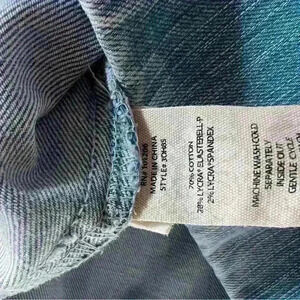 MADE IN CHINA
STYLE# JOH05
70% COTTON
28% LYCRA® ELASTERELL-P
2% LYCRA®SPANDEX
MACHINE WASH COLD
SEPARATELY
INSIDE OUT
GENTLE CYCLE